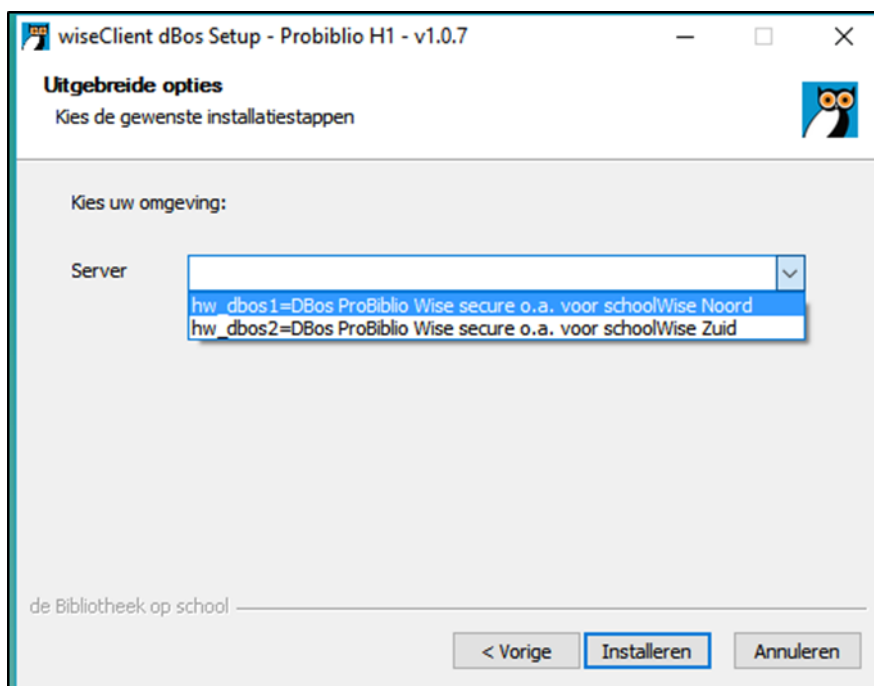 wiseClient dBos Setup - Probiblio H1 - v1.0.7
Uitgebreide opties
Kies de gewenste installatiestappen
Kies uw omgeving:
Server
hw_dbos1=DBos ProBiblio Wise secure o.a. voor schoolWise Noord
hw_dbos2=DBos ProBiblio Wise secure o.a. voor schoolWise Zuid
de Bibliotheek op school
< Vorige
Installeren
Annuleren